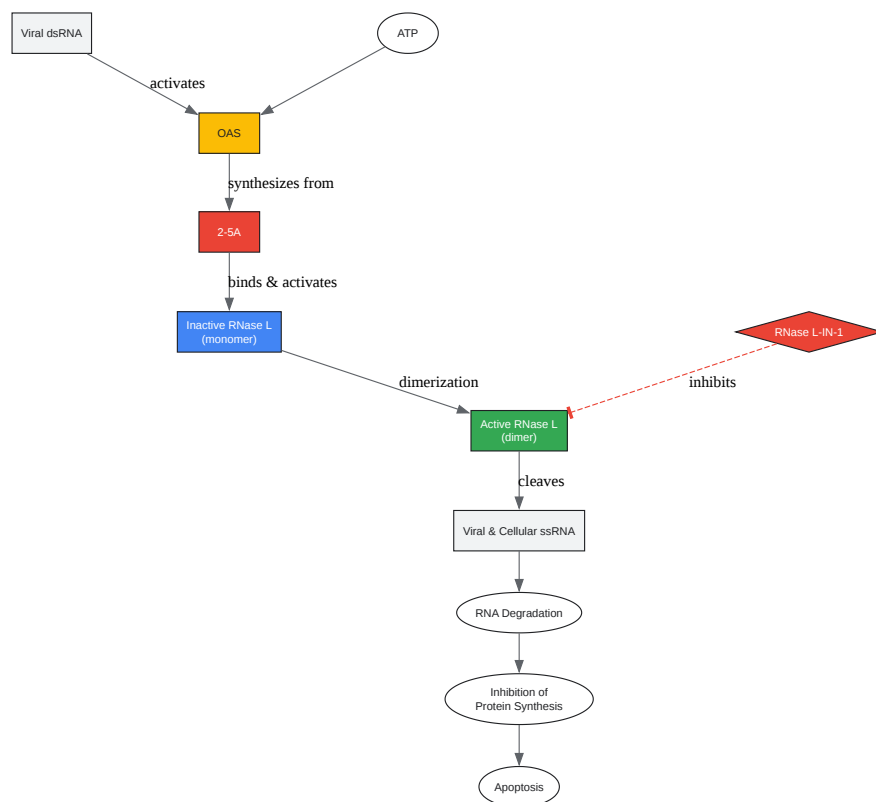 Viral dsRNA
ATP
activates
OAS
synthesizes from
2-5A
binds & activates
Inactive RNase L
(monomer)
RNase L-IN-1
dimerization
inhibits
Active RNase L
(dimer)
cleaves
Viral & Cellular ssRNA
RNA Degradation
Inhibition of
Protein Synthesis
Apoptosis